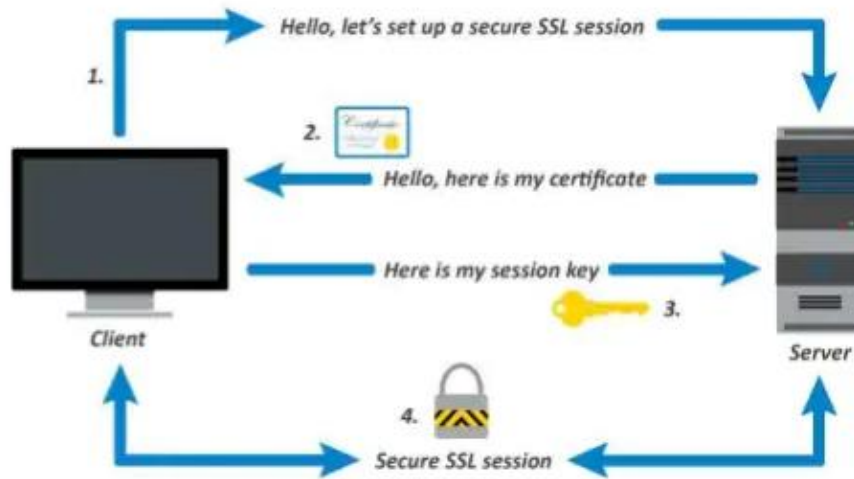 Hello, let's set up a secure SSL session
1.
2.
Certificate
Hello, here is my certificate
Here is my session key
3.
Client
Server
4.
Secure SSL session